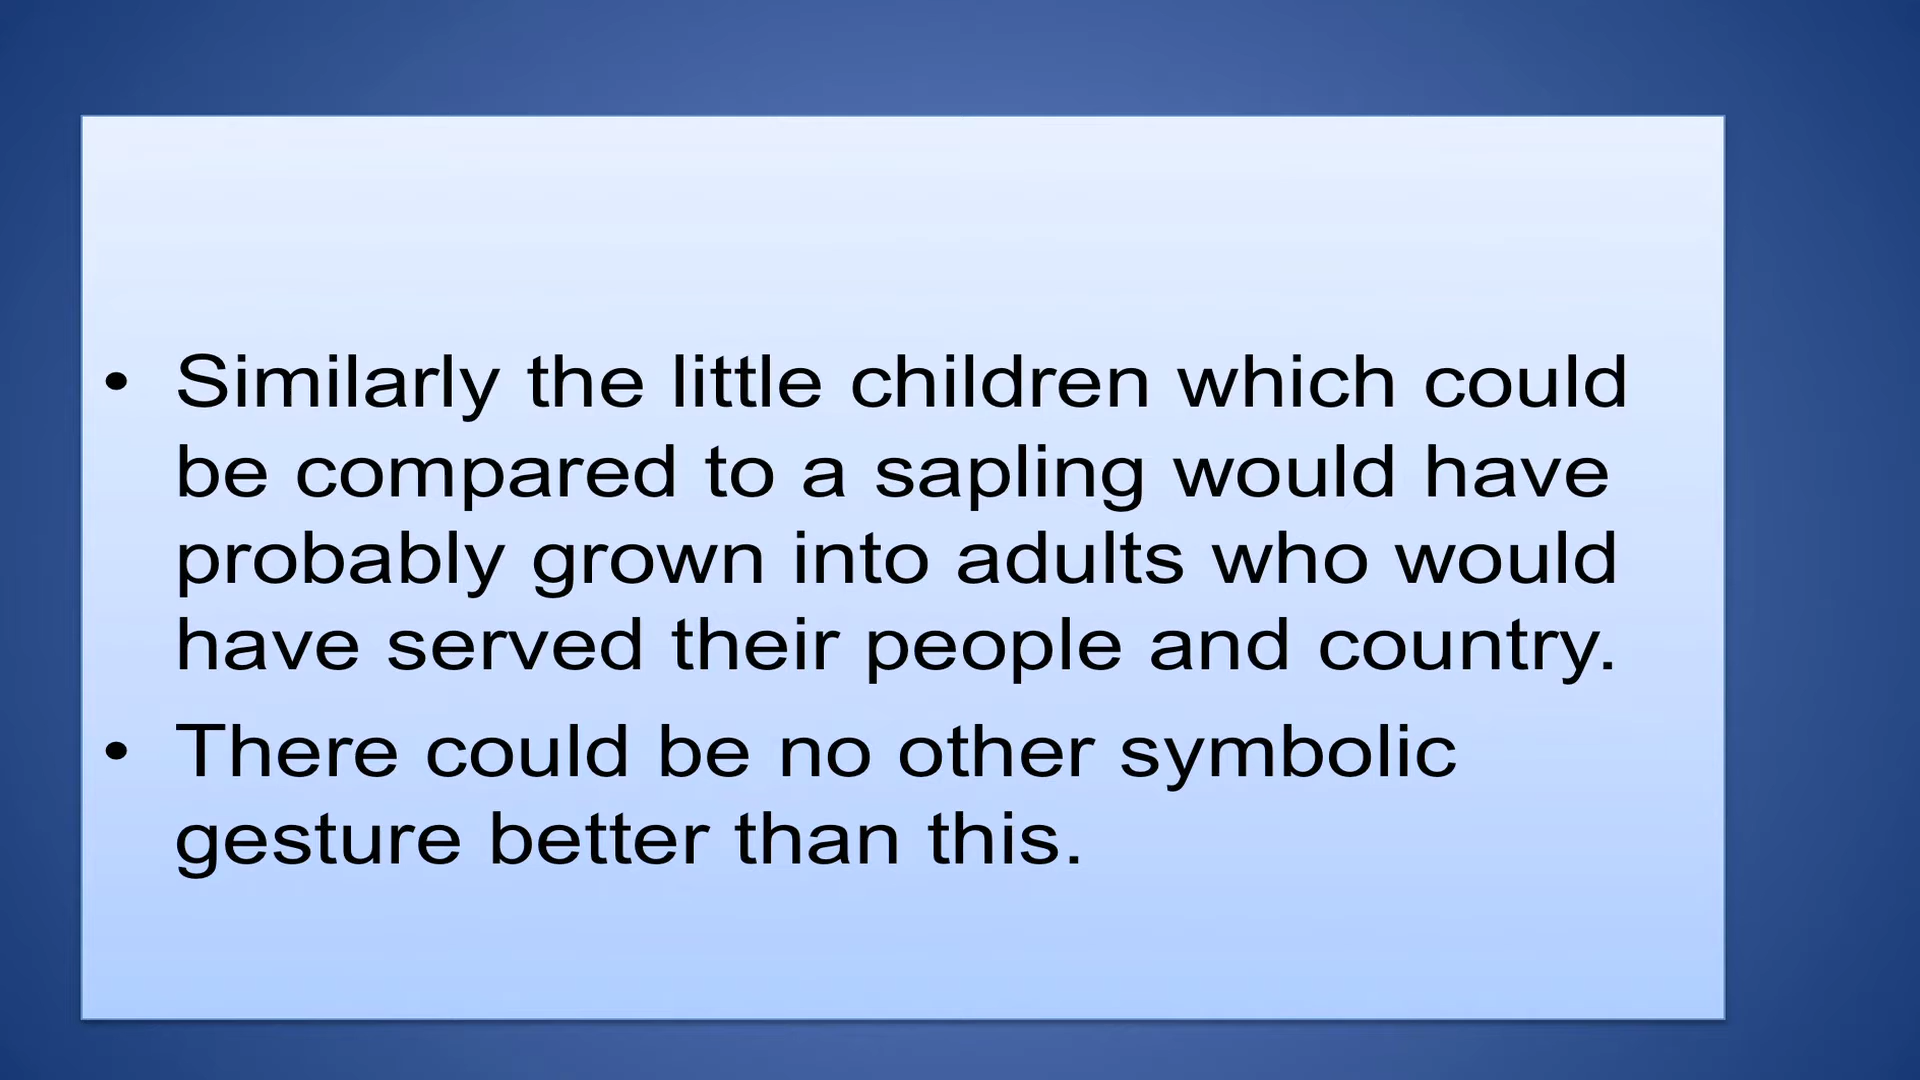 • Similarly the little children which could
be compared to a sapling would have
probably grown into adults who would
have served their people and country.
• There could be no other symbolic
gesture better than this.